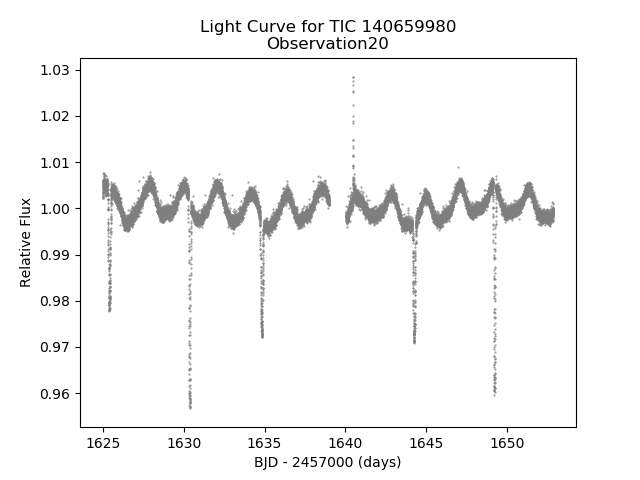 Light Curve for TIC 140659980
Observation20
1.03
1.02
1.01
1.00
0.99
0.98
0.97
0.96
Relative Flux
1625 1630 1635 1640 1645 1650
BJD - 2457000 (days)